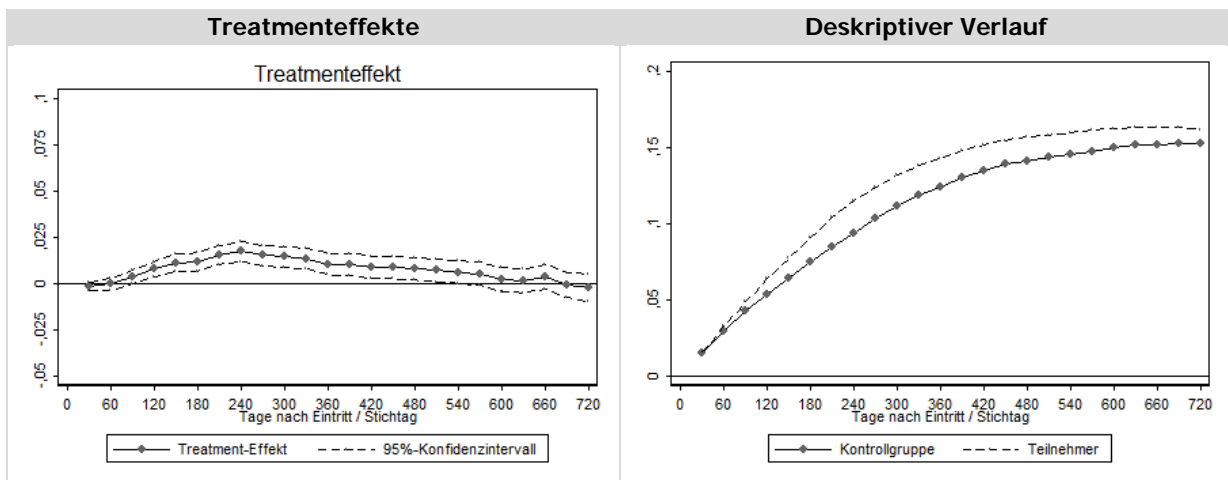 Treatmenteffekte
Deskriptiver Verlauf
Treatmenteffekt
,1
,075
,05
,025
0
-,025
-,05
0 60 120 180 240 300 360 420 480 540 600 660 720
Tage nach Eintritt / Stichtag
Treatment-Effekt
95%-Konfidenzintervall
,2
,15
,1
,05
0
0 60 120 180 240 300 360 420 480 540 600 660 720
Tage nach Eintritt / Stichtag
Kontrollgruppe
Teilnehmer